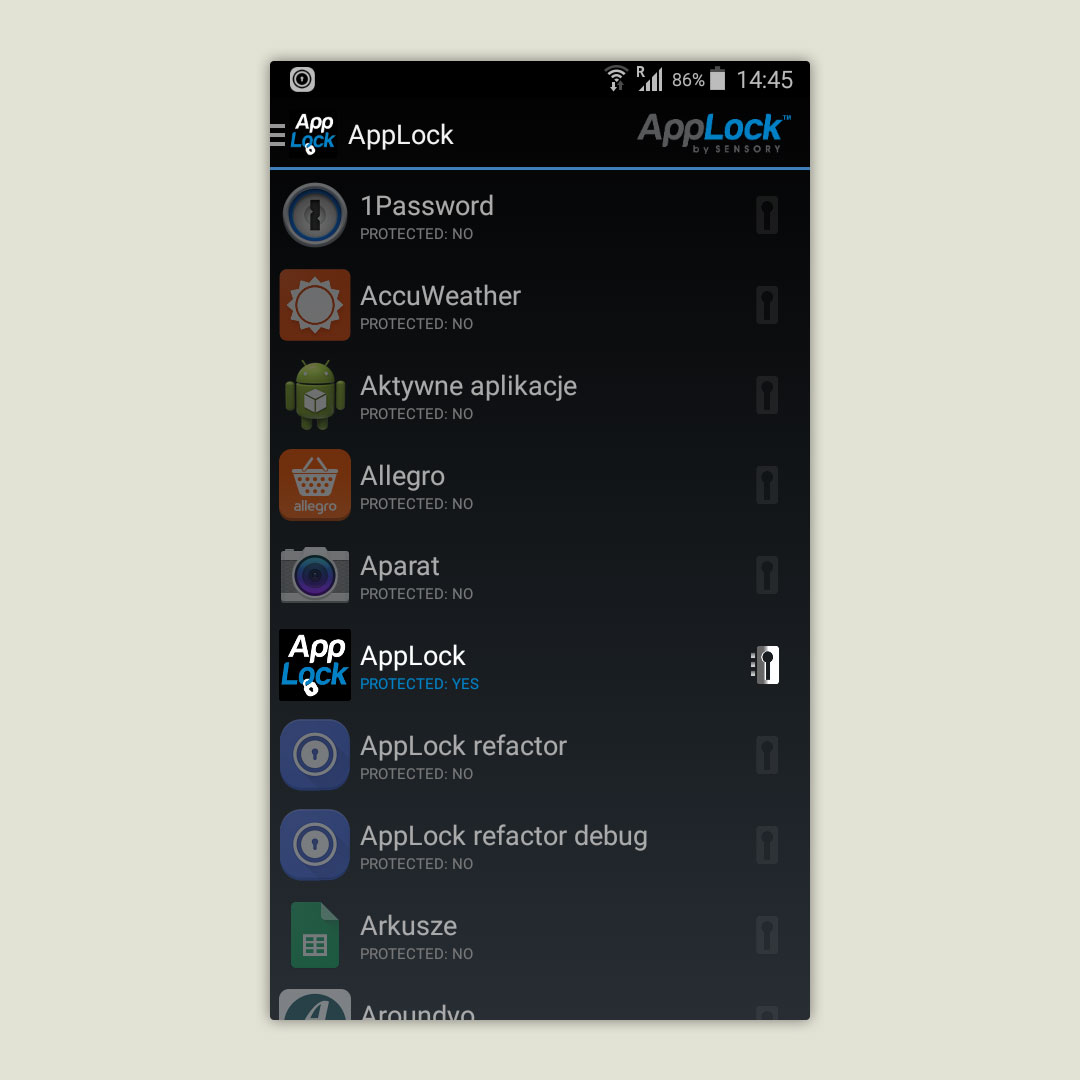 R 86% 14:45
App
Lock
AppLock
AppLock™
by SENSORY
1Password
PROTECTED: NO
AccuWeather
PROTECTED: NO
Aktywne aplikacje
PROTECTED: NO
allegro
Allegro
PROTECTED: NO
Aparat
PROTECTED: NO
App
Lock
AppLock
PROTECTED: YES
AppLock refactor
PROTECTED: NO
AppLock refactor debug
PROTECTED: NO
Arkusze
PROTECTED: NO